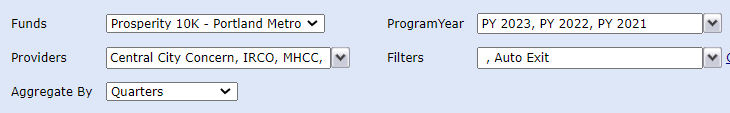 Funds Prosperity 10K - Portland Metro ProgramYear PY 2023, PY 2022, PY 2021
Providers Central City Concern, IRCO, MHCC, Filters , Auto Exit
Aggregate By Quarters